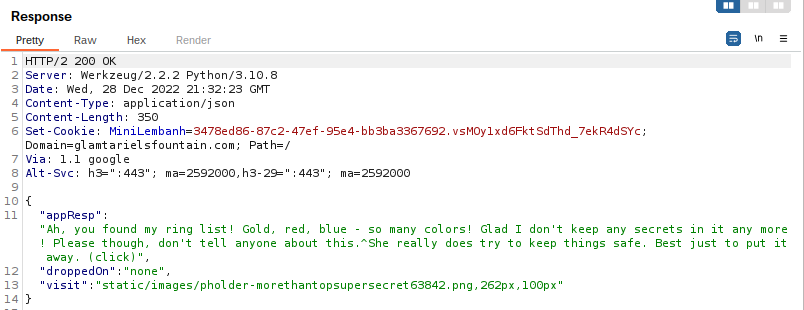 Response
Pretty Raw Hex Render
\n
1 HTTP/2 200 OK
2 Server: Werkzeug/2.2.2 Python/3.10.8
3 Date: Wed, 28 Dec 2022 21:32:23 GMT
4 Content-Type: application/json
5 Content-Length: 350
6 Set-Cookie: MiniLembanh=3478ed86-87c2-47ef-95e4-bb3ba3367692.vsMOy1xd6FktSdThd_7ekR4dSYc;
Domain=glamtarielsfountain.com; Path=/
7 Via: 1.1 google
8 Alt-Svc: h3=":443"; ma=2592000,h3-29=":443"; ma=2592000
9
10 {
11 "appResp":
"Ah, you found my ring list! Gold, red, blue - so many colors! Glad I don't keep any secrets in it any more
! Please though, don't tell anyone about this.^She really does try to keep things safe. Best just to put it
away. (click)",
12 "droppedOn":"none",
13 "visit":"static/images/pholder-morethantopsupersecret63842.png,262px,100px"
14 }